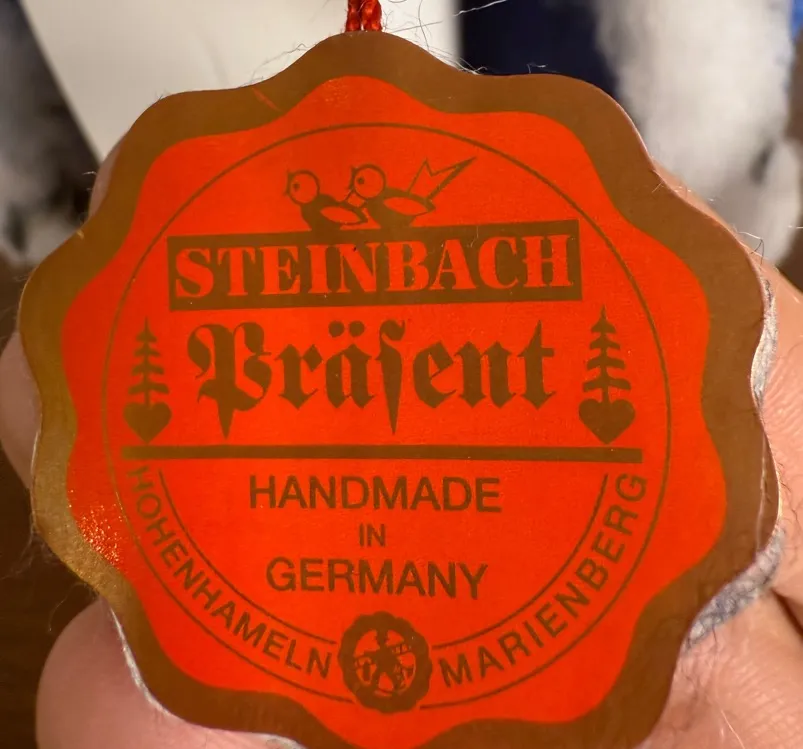 STEINBACH
Präſent
HANDMADE
IN
GERMANY
HOHENHAMELN
MARIENBERG